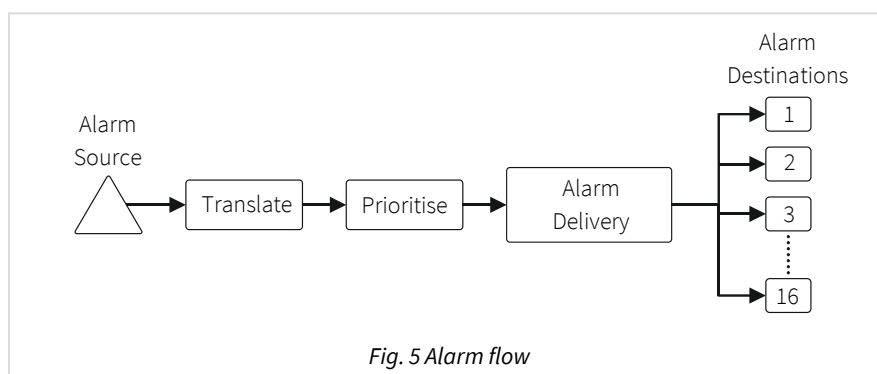 Alarm
Destinations
1
Alarm
Source
2
Translate
Prioritise
Alarm
Delivery
3
16
Fig. 5 Alarm flow